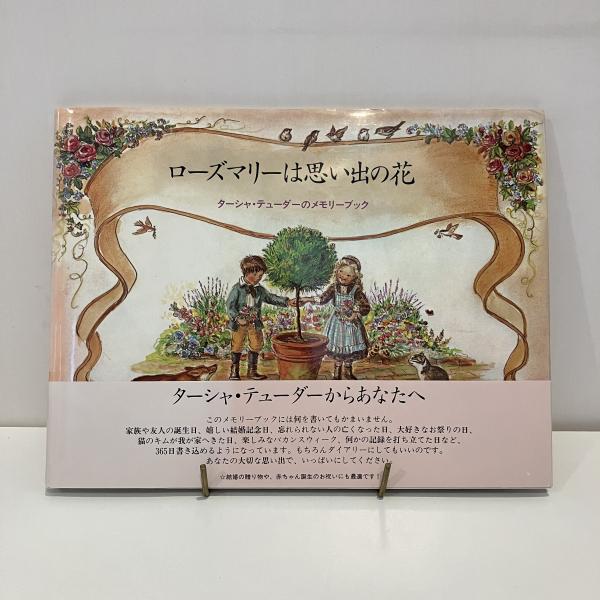 ローズマリーは思い出の花
ターシャ・テューダーのメモリーブック
ターシャ・テューダーからあなたへ
このメモリーブックには何を書いてもかまいません。
家族や友人の誕生日、嬉しい結婚記念日、忘れられない人の亡くなった日、大好きなお祭りの日、
猫のキムが我が家へきた日、楽しみなバカンスウィーク、何かの記録を打ち立てた日など、
365日書き込めるようになっています。もちろんダイアリーにしてもいいのです。
あなたの大切な思い出で、いっぱいにしてください。
☆結婚の贈り物や、赤ちゃん誕生のお祝いにも最適です！